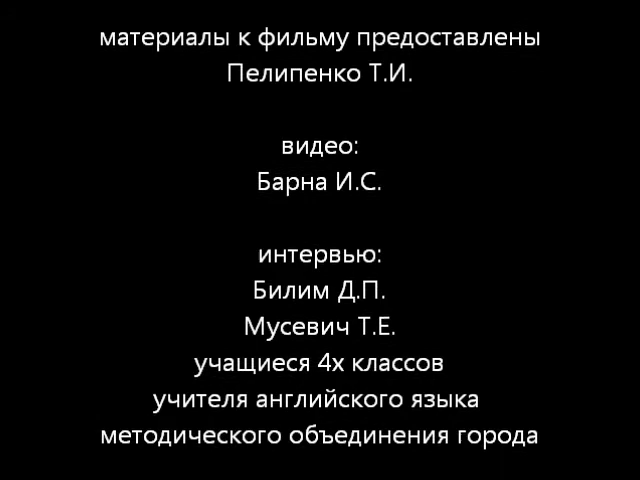 материалы к фильму предоставлены
Пелипенко Т.И.
видео:
Барна И.С.
интервью:
Билим Д.П.
Мусевич Т.Е.
учащиеся 4х классов
учителя английского языка
методического объединения города